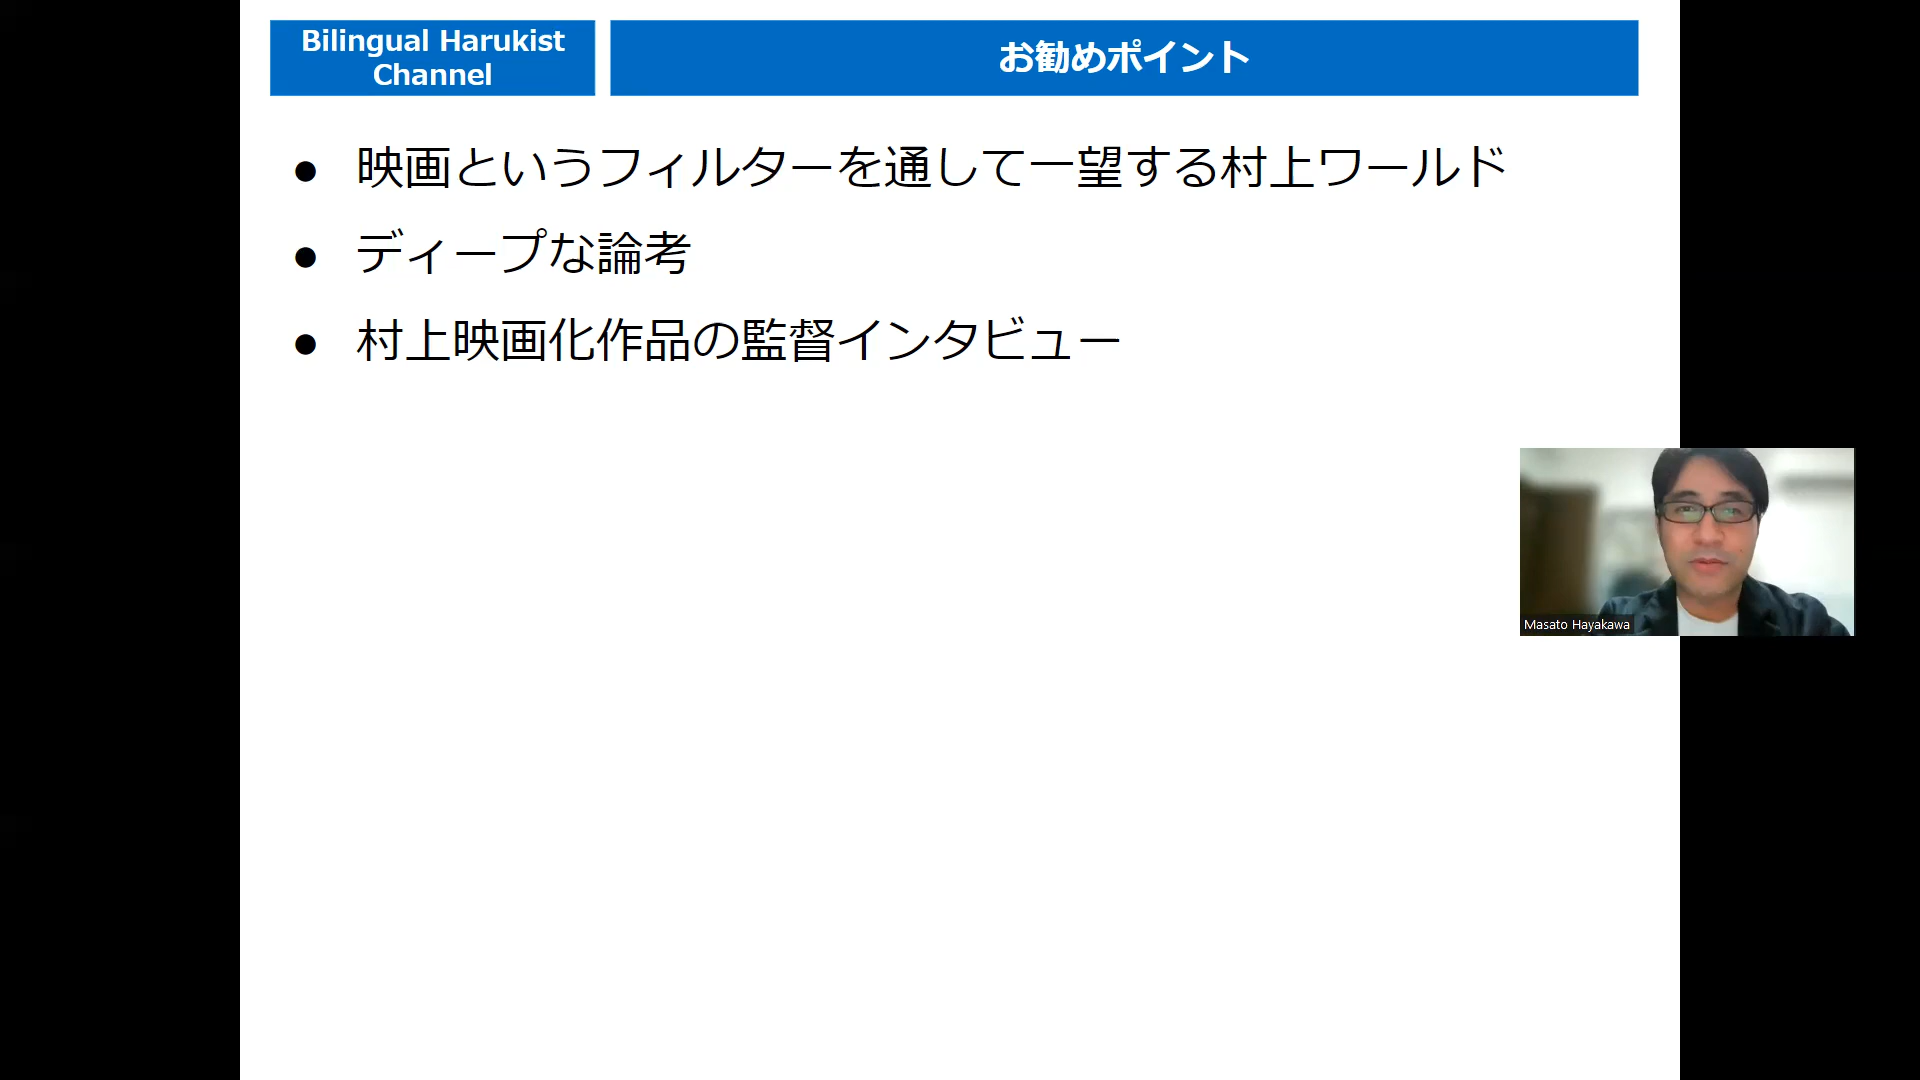 Bilingual Harukist
Channel
お勧めポイント
● 映画というフィルターを通して一望する村上ワールド
● ディープな論考
● 村上映画化作品の監督インタビュー
Masato Hayakawa